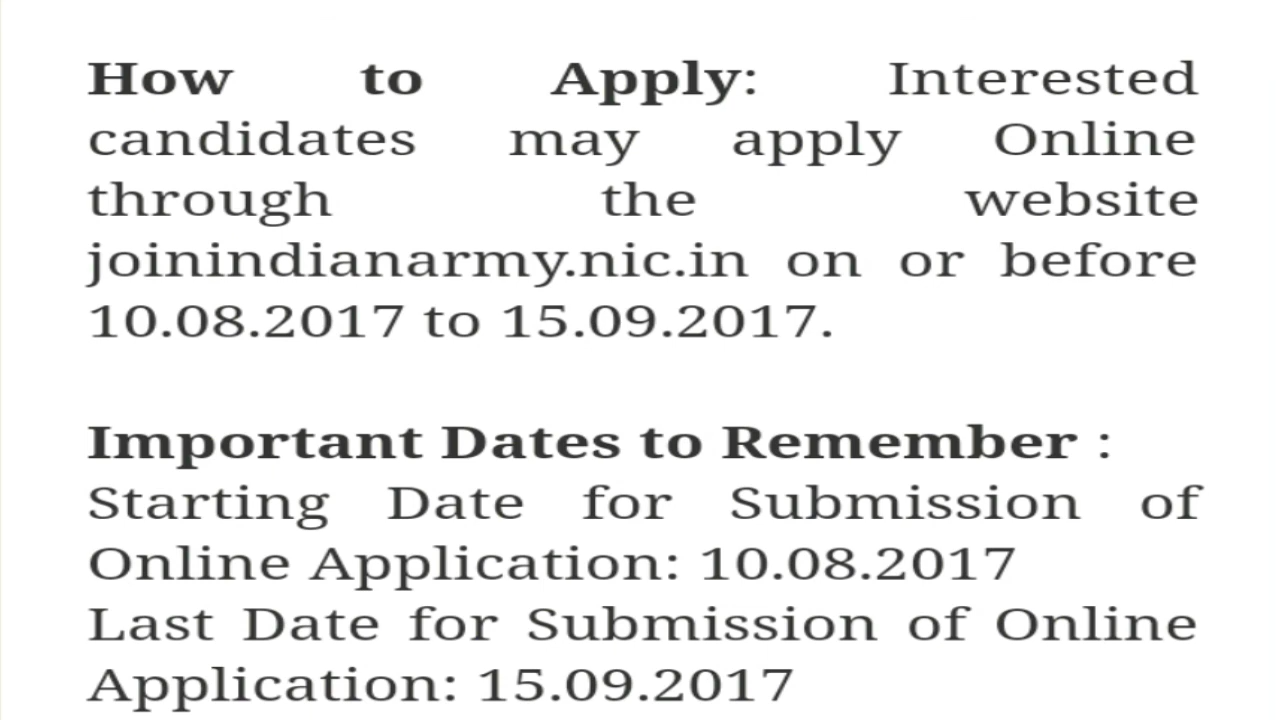 How to Apply: Interested
candidates may apply Online
through the website
joinindianarmy.nic.in on or before
10.08.2017 to 15.09.2017.
Important Dates to Remember :
Starting Date for Submission of
Online Application: 10.08.2017
Last Date for Submission of Online
Application: 15.09.2017